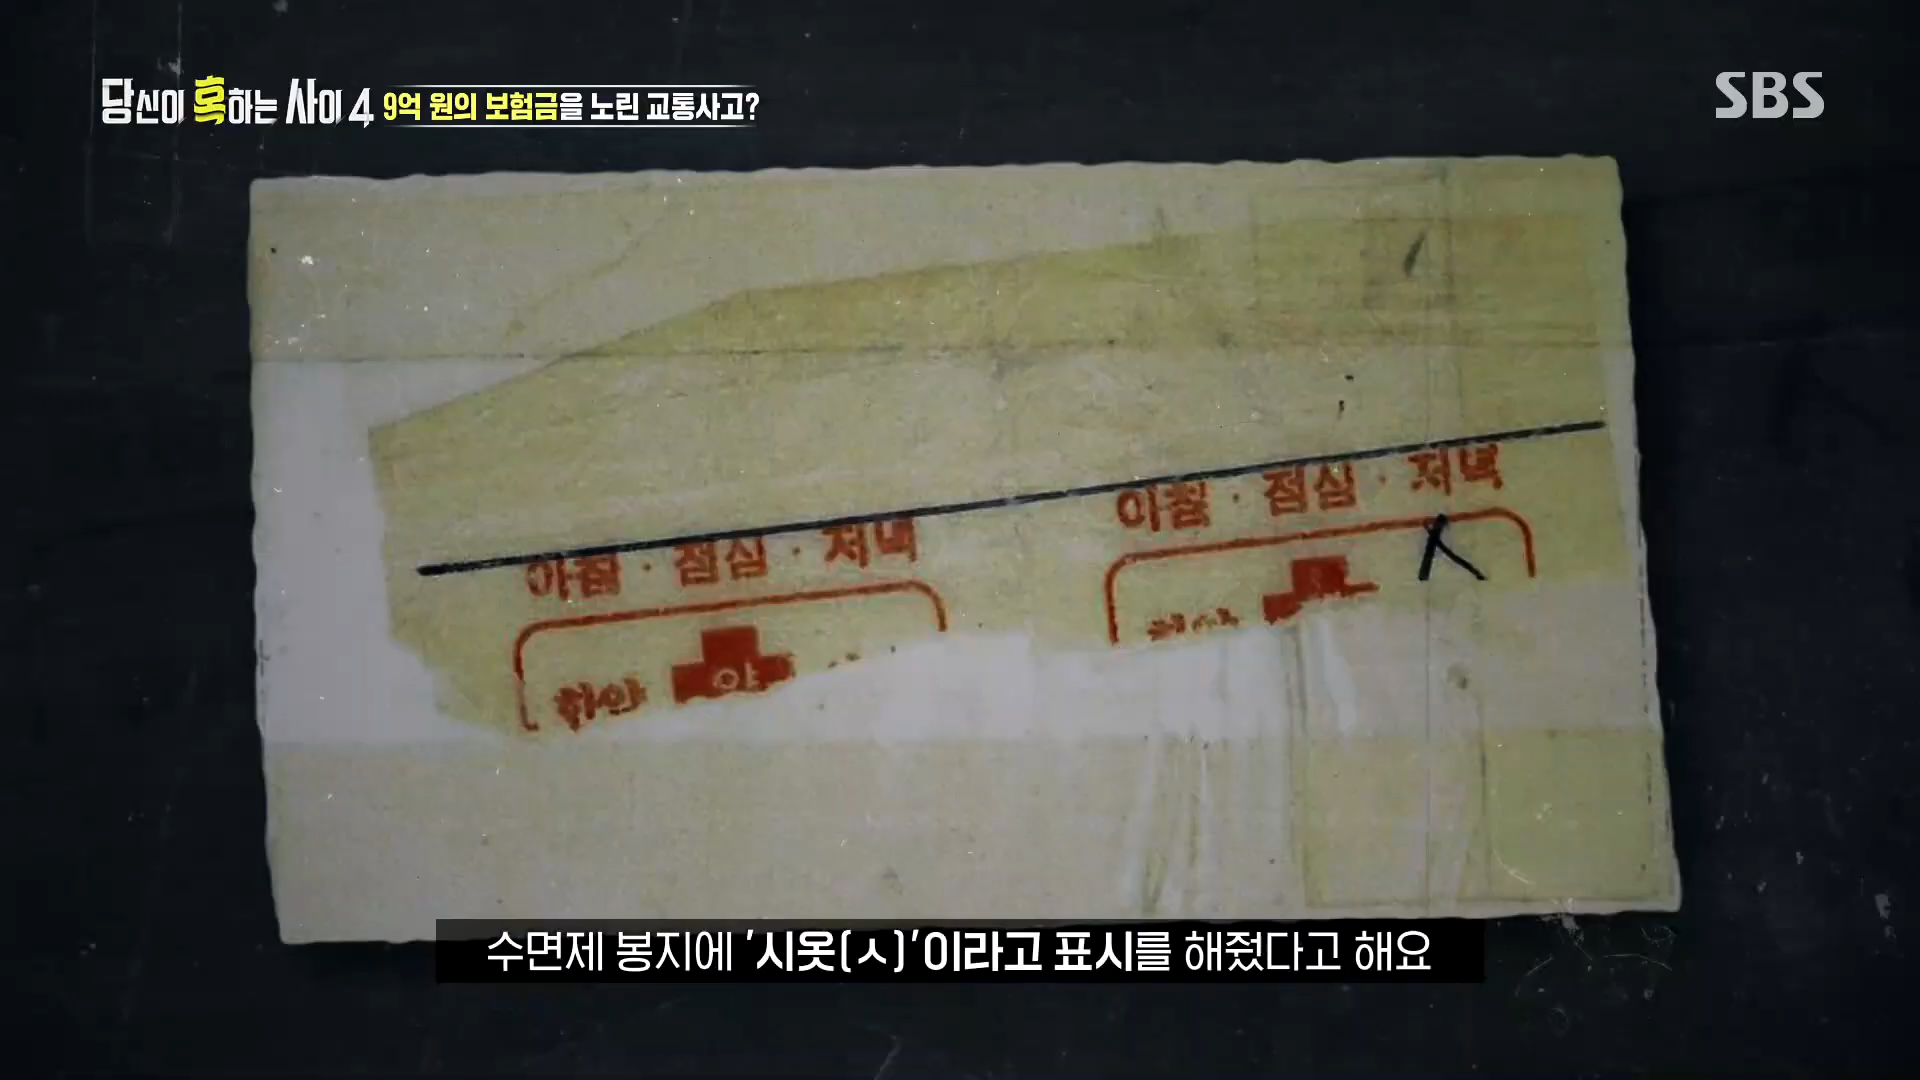 당신이 혹하는 사이 4 9억 원의 보험금을 노린 교통사고?
SBS
아침 · 점심 · 저녁
아침 · 점심 · 저녁
ㅅ
약
수면제 봉지에 '시옷(ㅅ)'이라고 표시를 해줬다고 해요